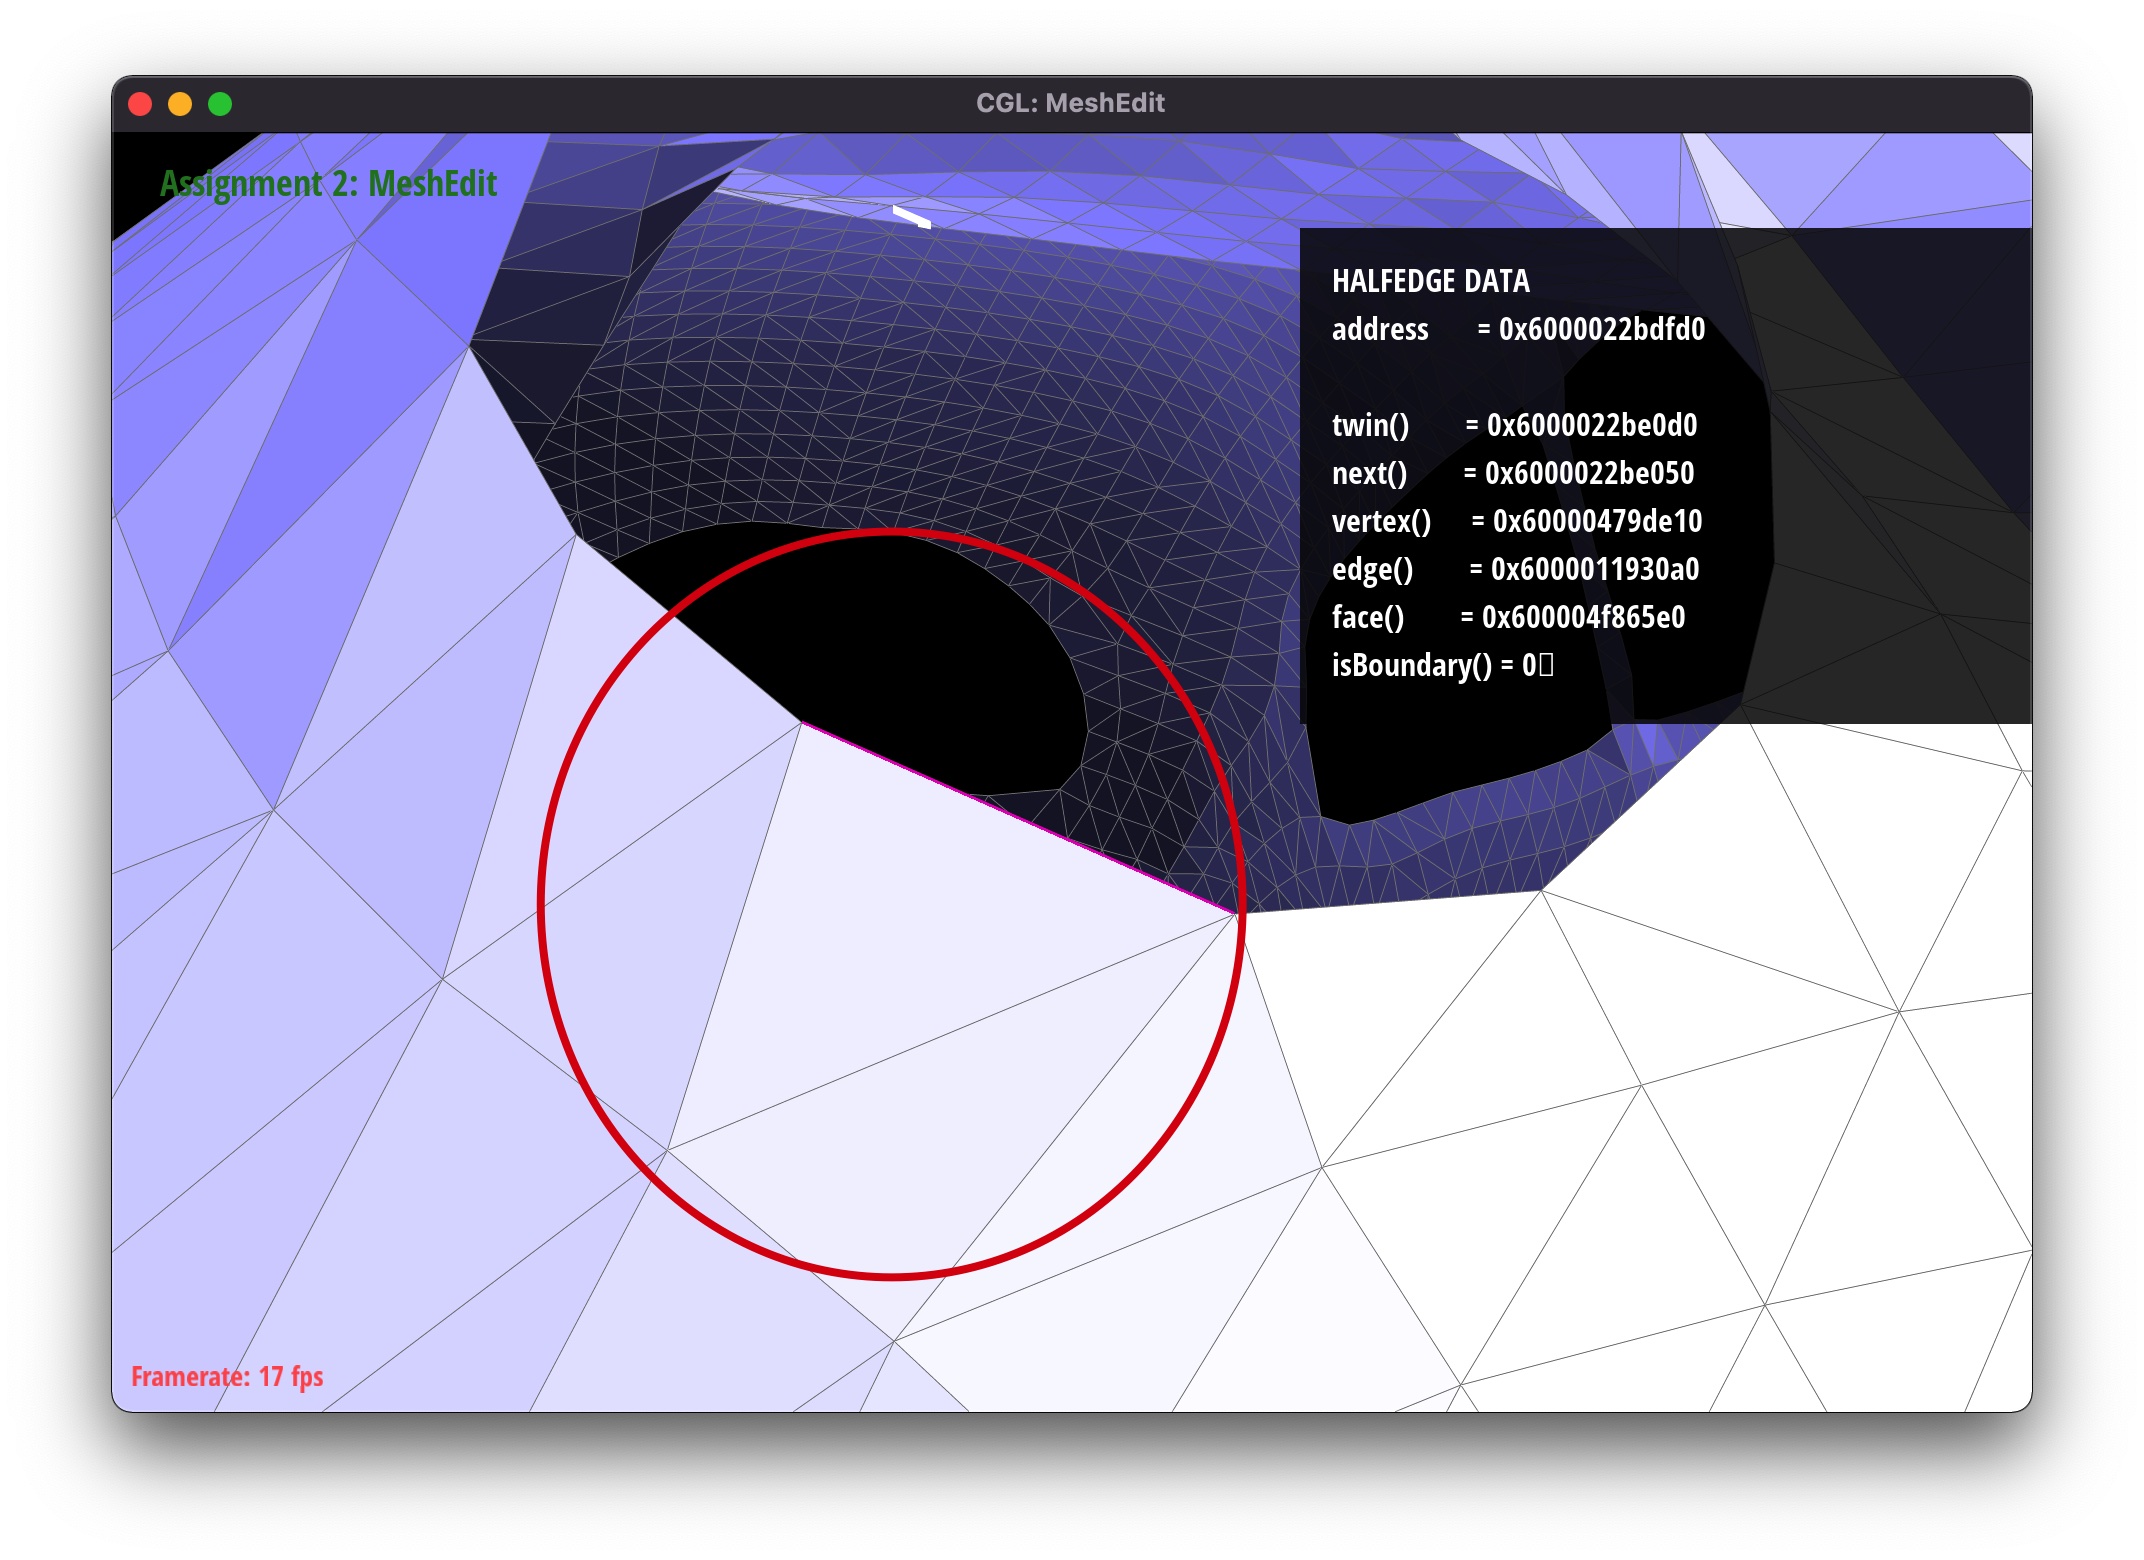 CGL: MeshEdit
Assignment 2: MeshEdit
HALFEDGE DATA
address = 0x6000022bdfd0
twin() = 0x6000022be0d0
next() = 0x6000022be050
vertex() = 0x60000479de10
edge() = 0x6000011930a0
face() = 0x600004f865e0
isBoundary() = 0
Framerate: 17 fps